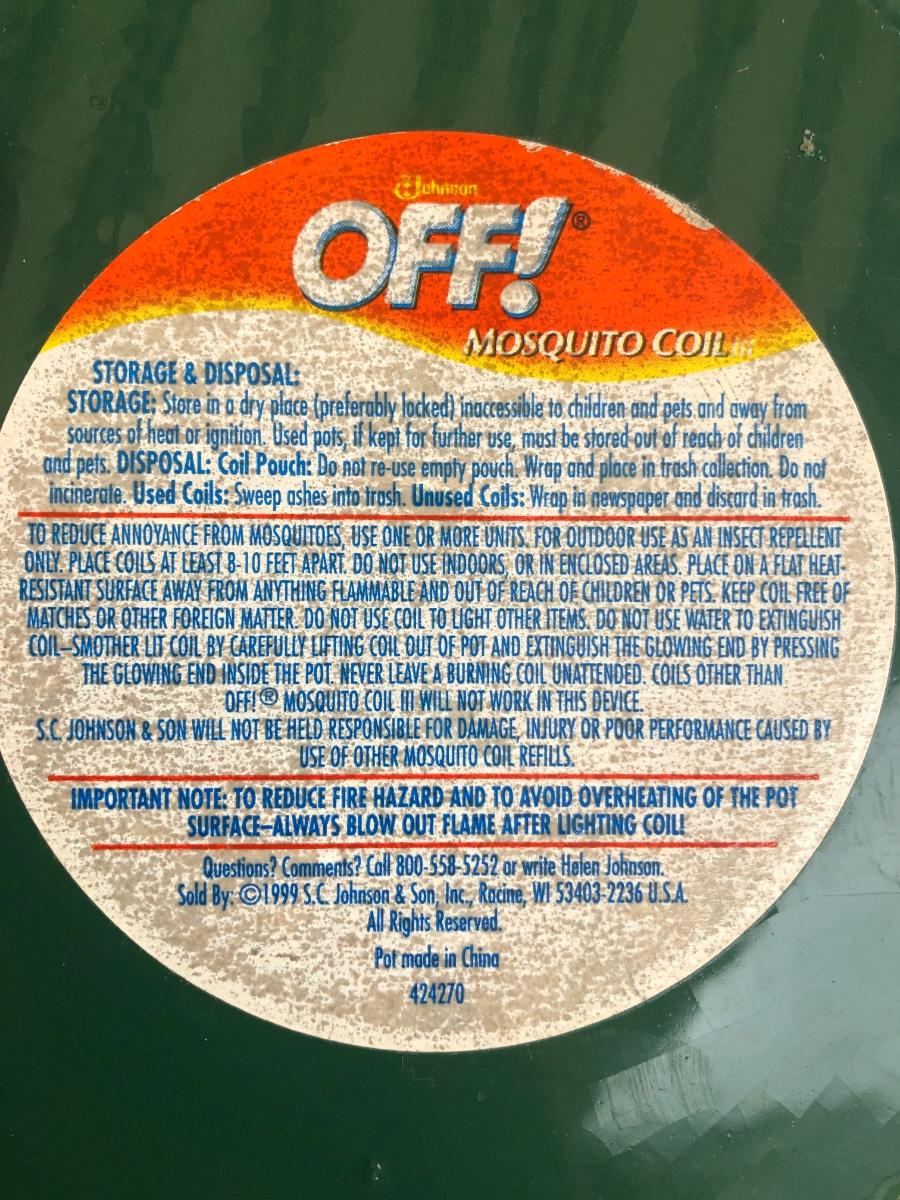 Johnson
OFF!®
MOSQUITO COIL III
STORAGE & DISPOSAL:
STORAGE: Store in a dry place (preferably locked) inaccessible to children and pets and away from
sources of heat or ignition. Used pots, if kept for further use, must be stored out of reach of children
and pets. DISPOSAL: Coil Pouch: Do not re-use empty pouch. Wrap and place in trash collection. Do not
incinerate. Used Coils: Sweep ashes into trash. Unused Coils: Wrap in newspaper and discard in trash.
TO REDUCE ANNOYANCE FROM MOSQUITOES, USE ONE OR MORE UNITS. FOR OUTDOOR USE AS AN INSECT REPELLENT
ONLY. PLACE COILS AT LEAST 8-10 FEET APART. DO NOT USE INDOORS, OR IN ENCLOSED AREAS. PLACE ON A FLAT HEAT-
RESISTANT SURFACE AWAY FROM ANYTHING FLAMMABLE AND OUT OF REACH OF CHILDREN OR PETS. KEEP COIL FREE OF
MATCHES OR OTHER FOREIGN MATTER. DO NOT USE COIL TO LIGHT OTHER ITEMS. DO NOT USE WATER TO EXTINGUISH
COIL–SMOTHER LIT COIL BY CAREFULLY LIFTING COIL OUT OF POT AND EXTINGUISH THE GLOWING END BY PRESSING
THE GLOWING END INSIDE THE POT. NEVER LEAVE A BURNING COIL UNATTENDED. COILS OTHER THAN
OFF!® MOSQUITO COIL III WILL NOT WORK IN THIS DEVICE.
S.C. JOHNSON & SON WILL NOT BE HELD RESPONSIBLE FOR DAMAGE, INJURY OR POOR PERFORMANCE CAUSED BY
USE OF OTHER MOSQUITO COIL REFILLS.
IMPORTANT NOTE: TO REDUCE FIRE HAZARD AND TO AVOID OVERHEATING OF THE POT
SURFACE–ALWAYS BLOW OUT FLAME AFTER LIGHTING COIL!
Questions? Comments? Call 800-558-5252 or write Helen Johnson.
Sold By: ©1999 S.C. Johnson & Son, Inc., Racine, WI 53403-2236 U.S.A.
All Rights Reserved.
Pot made in China
424270